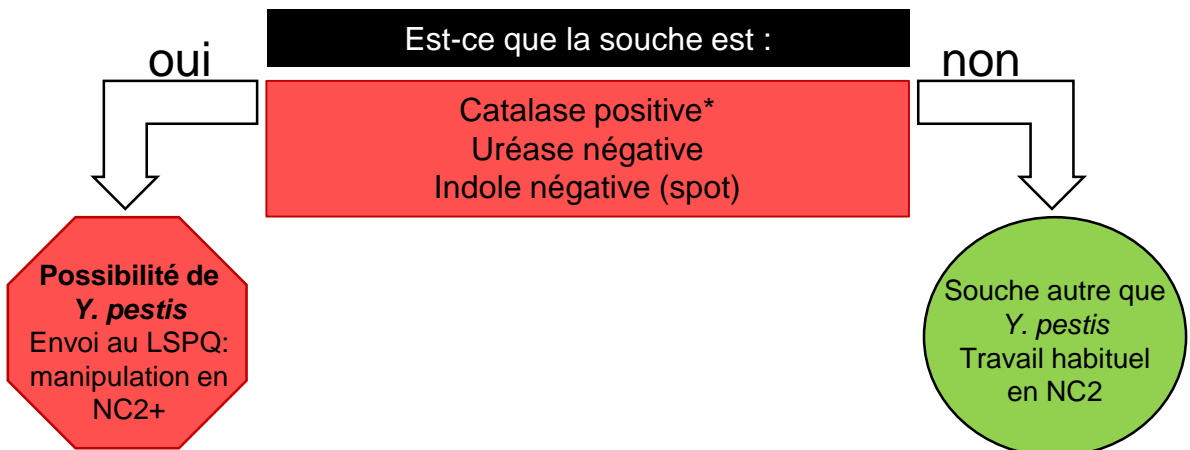 Est-ce que la souche est :
oui
non
Catalase positive*
Uréase négative
Indole négative (spot)
Possibilité de
Y. pestis
Envoi au LSPQ:
manipulation en
NC2+
Souche autre que
Y. pestis
Travail habituel
en NC2